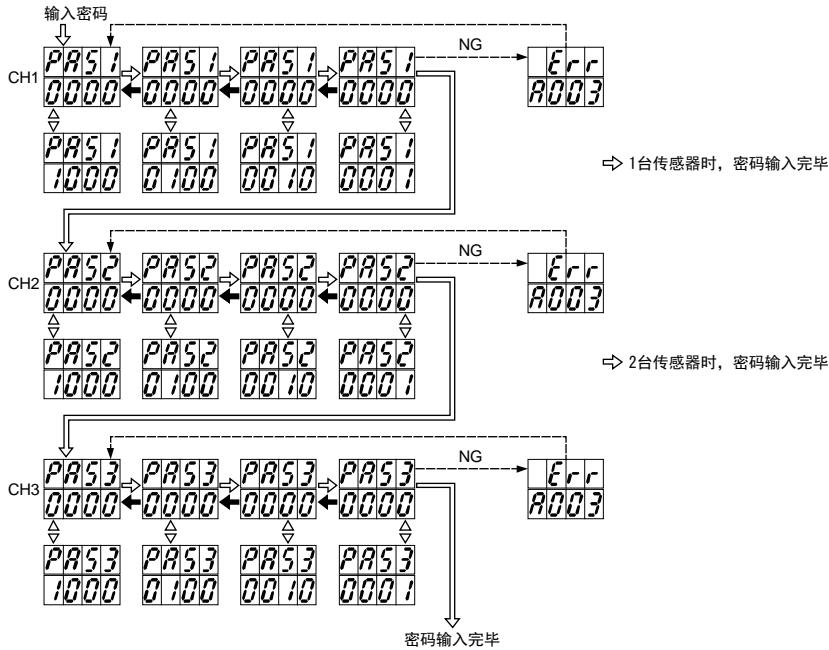 输入密码
PAS1 PAS1 PAS1 PAS1 NG Err
CH1
0000 0000 0000 0000 A003
PAS1 PAS1 PAS1 PAS1
1000 0100 0010 0001
1台传感器时，密码输入完毕
PAS2 PAS2 PAS2 PAS2 NG Err
CH2
0000 0000 0000 0000 A003
PAS2 PAS2 PAS2 PAS2
1000 0100 0010 0001
2台传感器时，密码输入完毕
PAS3 PAS3 PAS3 PAS3 NG Err
CH3
0000 0000 0000 0000 A003
PAS3 PAS3 PAS3 PAS3
1000 0100 0010 0001
密码输入完毕